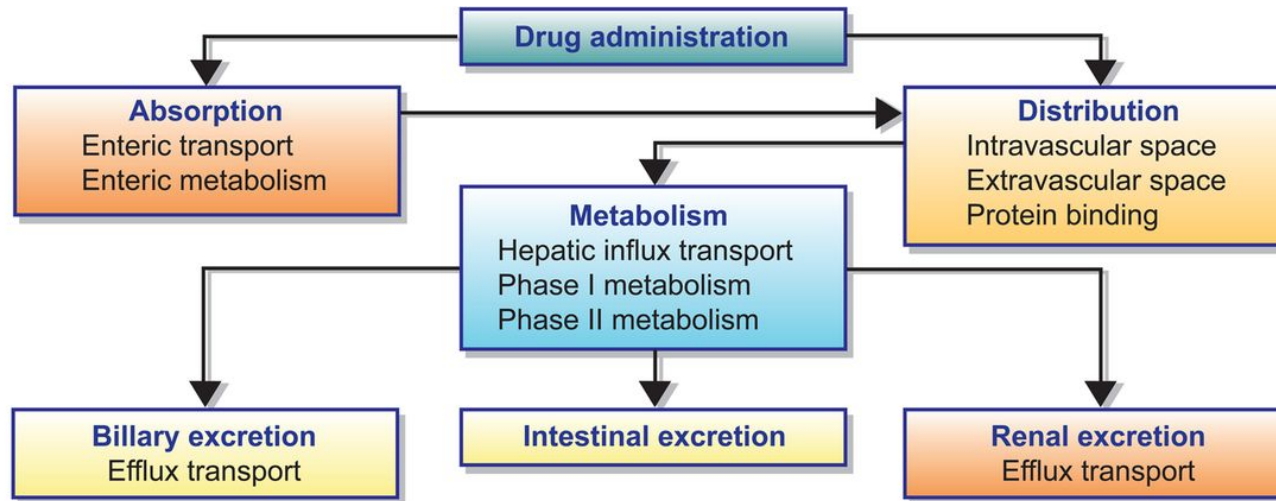 Drug administration
Absorption
Enteric transport
Enteric metabolism
Distribution
Intravascular space
Extravascular space
Protein binding
Metabolism
Hepatic influx transport
Phase I metabolism
Phase II metabolism
Billary excretion
Efflux transport
Intestinal excretion
Renal excretion
Efflux transport